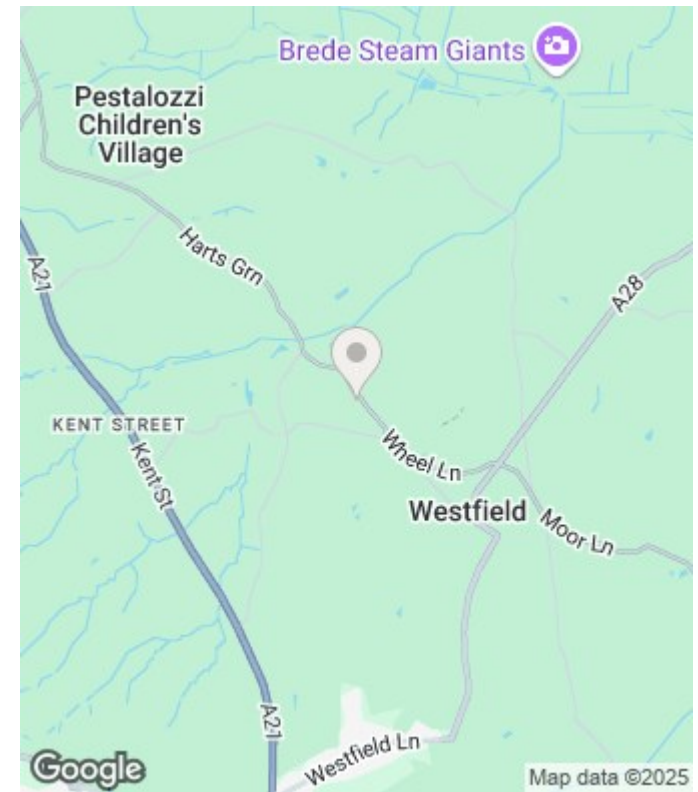 Brede Steam Giants
Pestalozzi
Children's
Village
Harts Grn
A21
A28
KENT STREET
Kent St
Wheel Ln
Westfield
Moor Ln
A21
Westfield Ln
Google
Map data ©2025